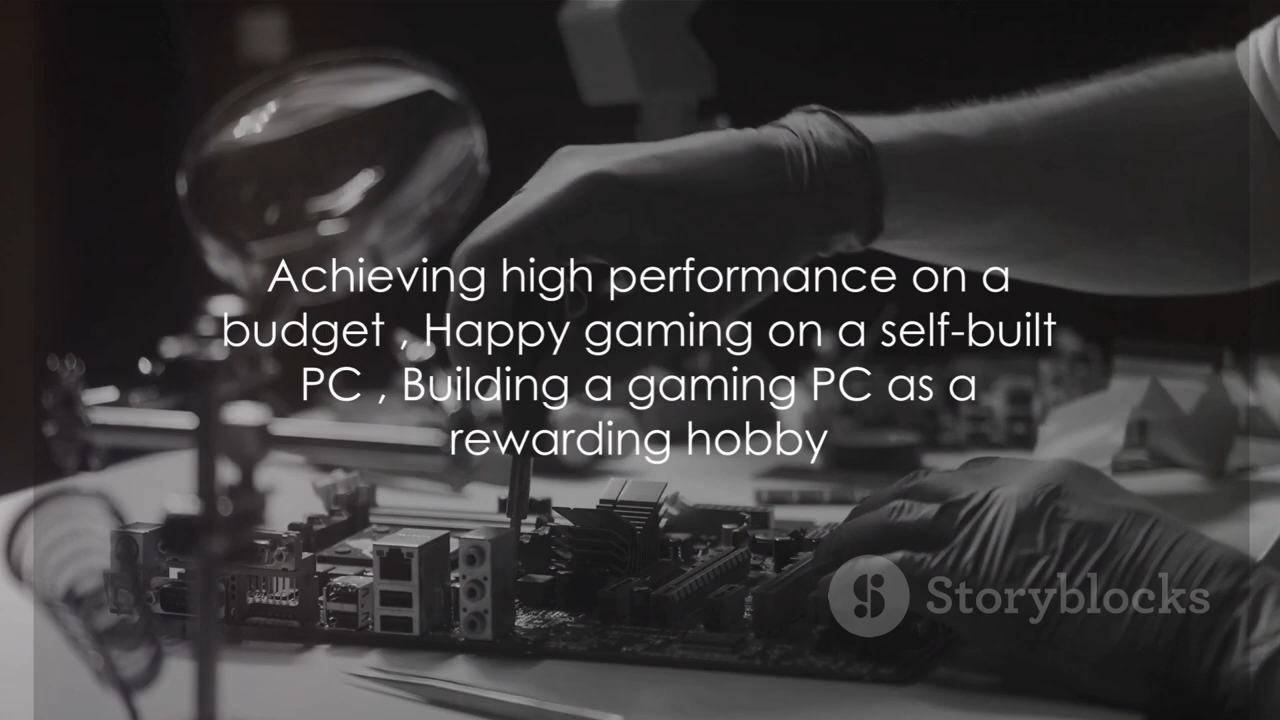 Achieving high performance on a
budget , Happy gaming on a self-built
PC , Building a gaming PC as a
rewarding hobby
Storyblocks